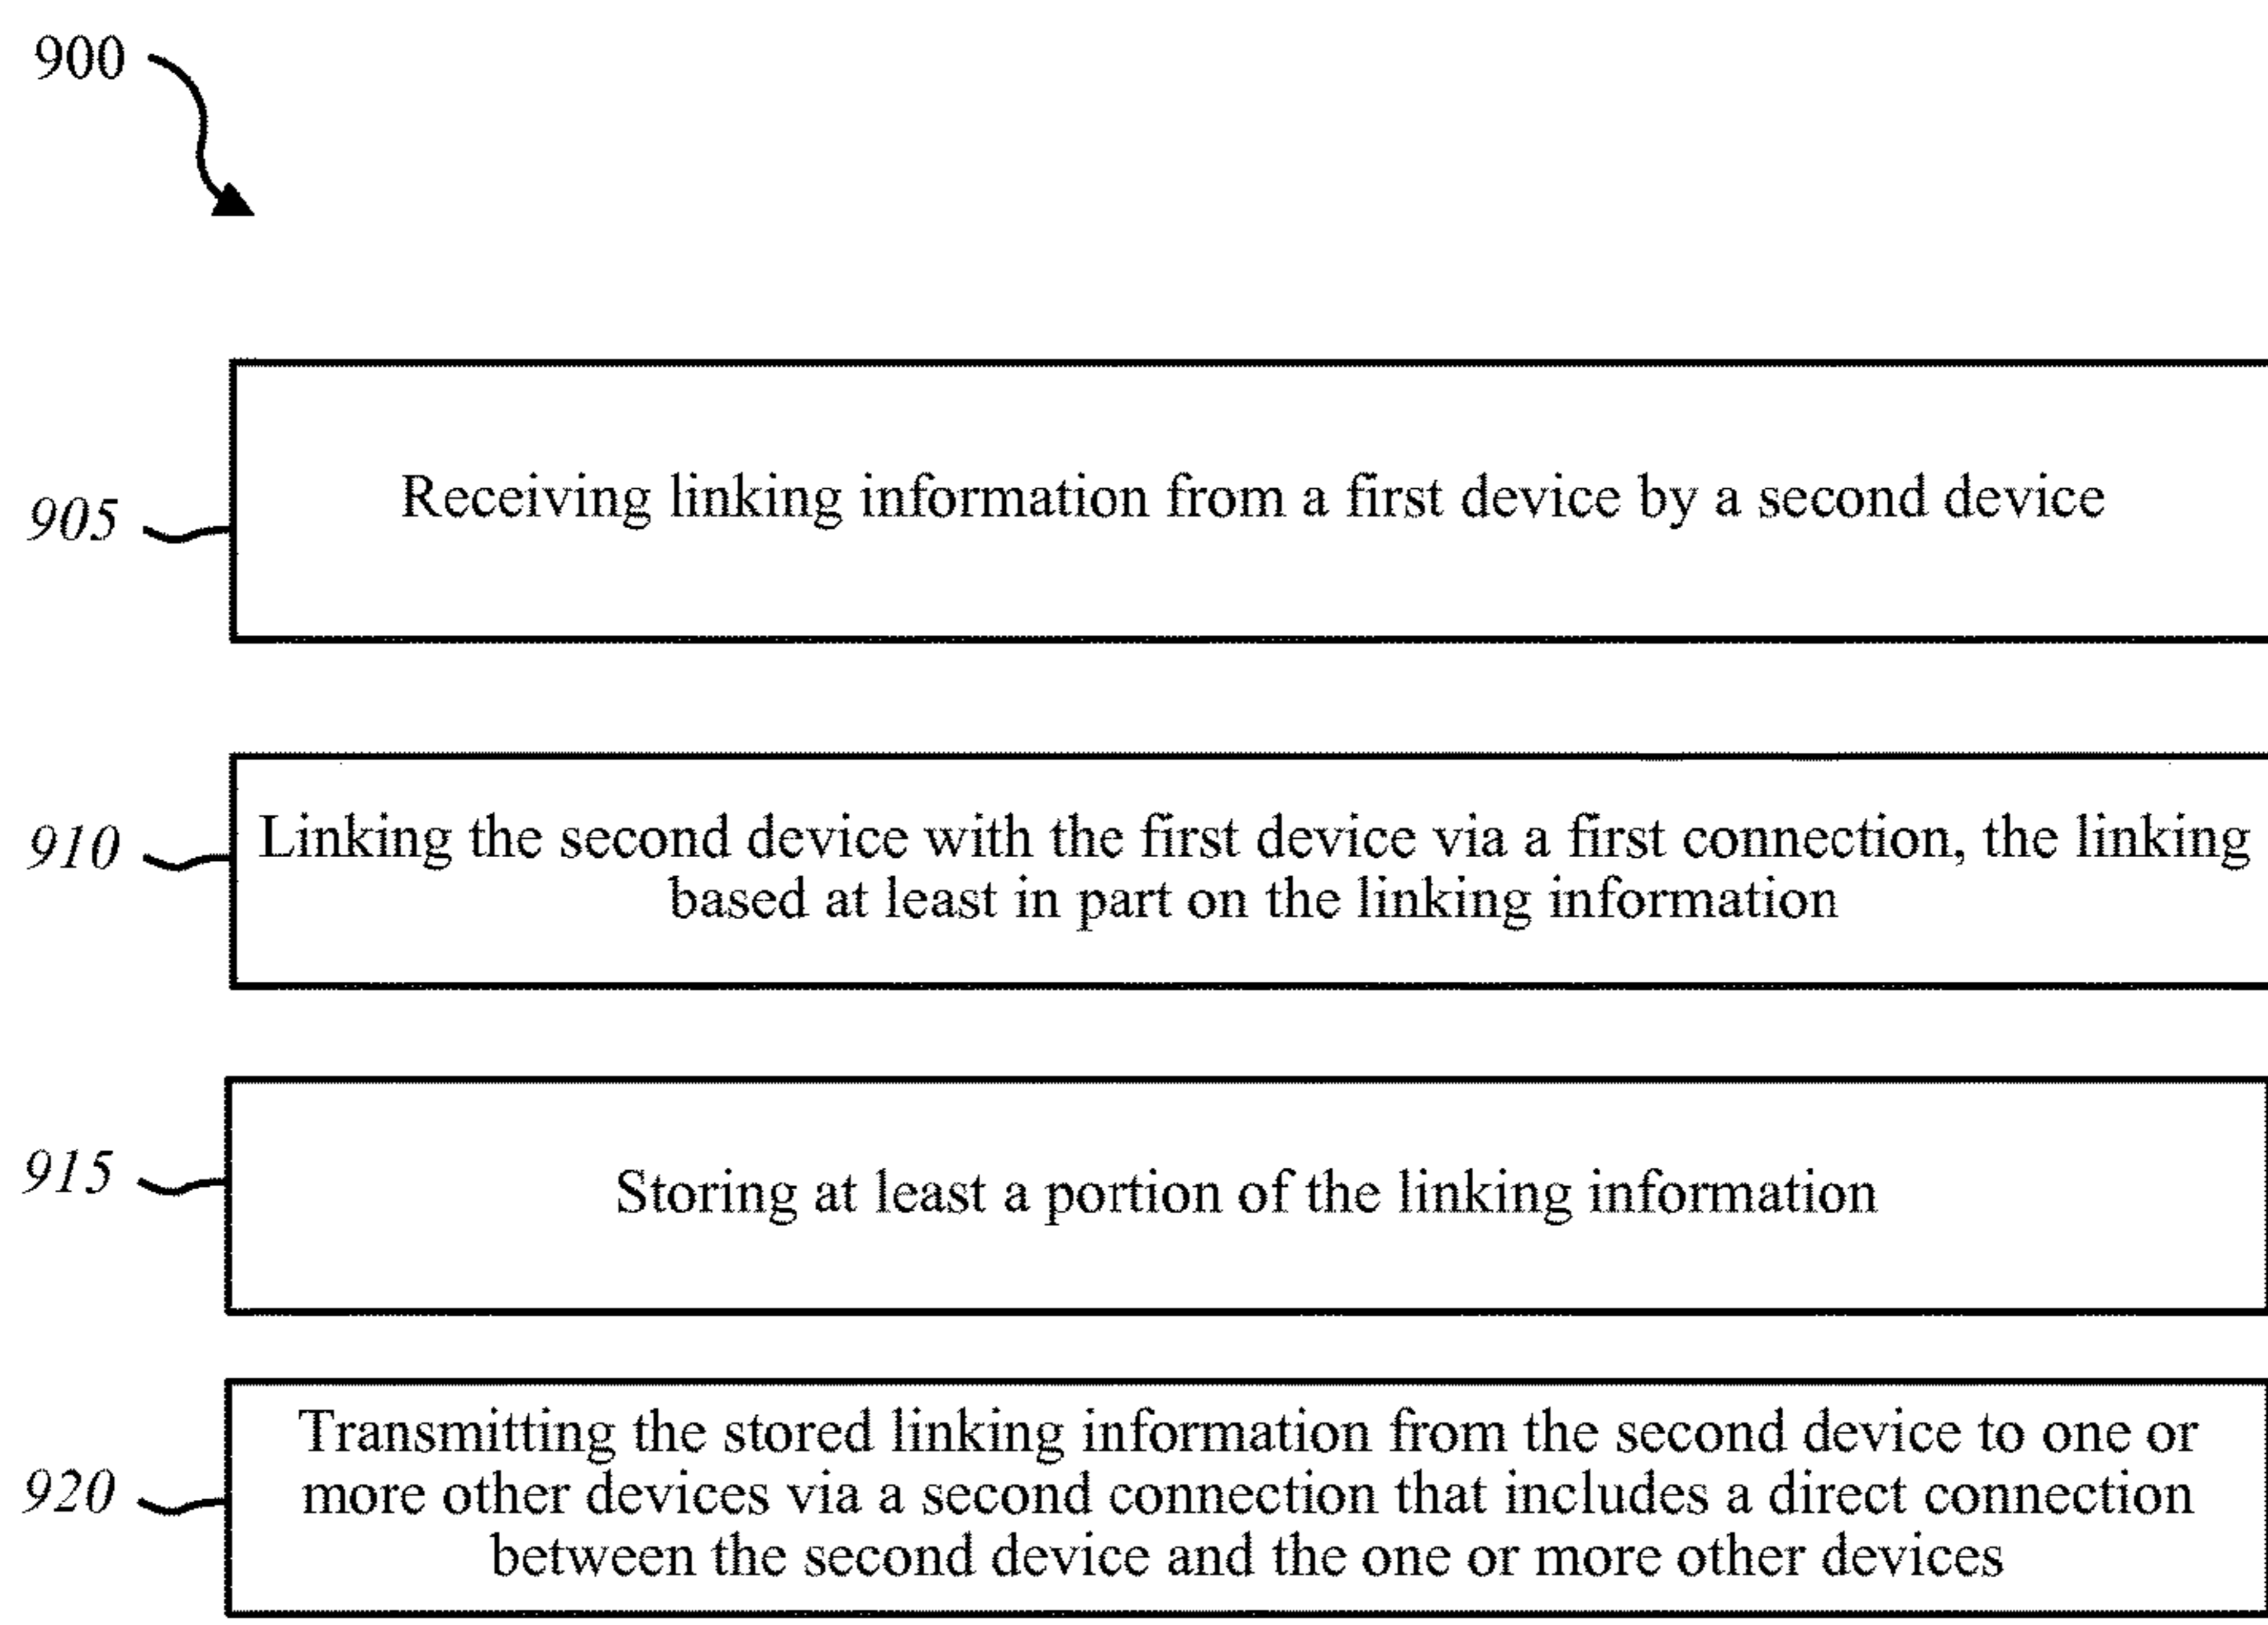 900
905
Receiving linking information from a first device by a second device
910
Linking the second device with the first device via a first connection, the linking
based at least in part on the linking information
915
Storing at least a portion of the linking information
920
Transmitting the stored linking information from the second device to one or
more other devices via a second connection that includes a direct connection
between the second device and the one or more other devices